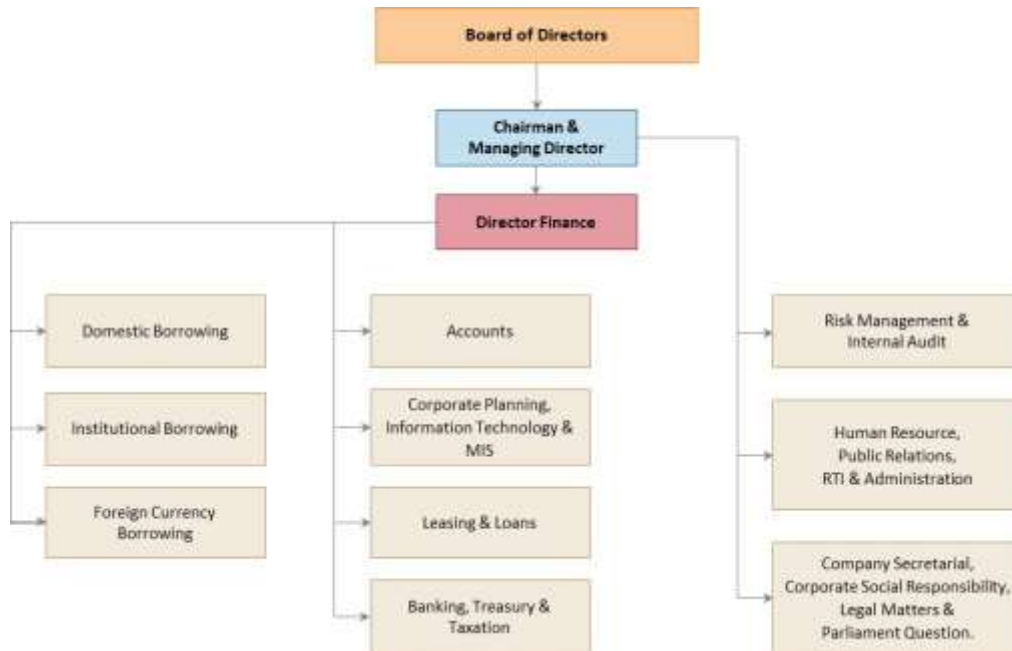 Board of Directors
Chairman &
Managing Director
Director Finance
Domestic Borrowing
Institutional Borrowing
Foreign Currency
Borrowing
Accounts
Corporate Planning,
Information Technology &
MIS
Leasing & Loans
Banking, Treasury &
Taxation
Risk Management &
Internal Audit
Human Resource,
Public Relations,
RTI & Administration
Company Secretarial,
Corporate Social Responsibility,
Legal Matters &
Parliament Question.